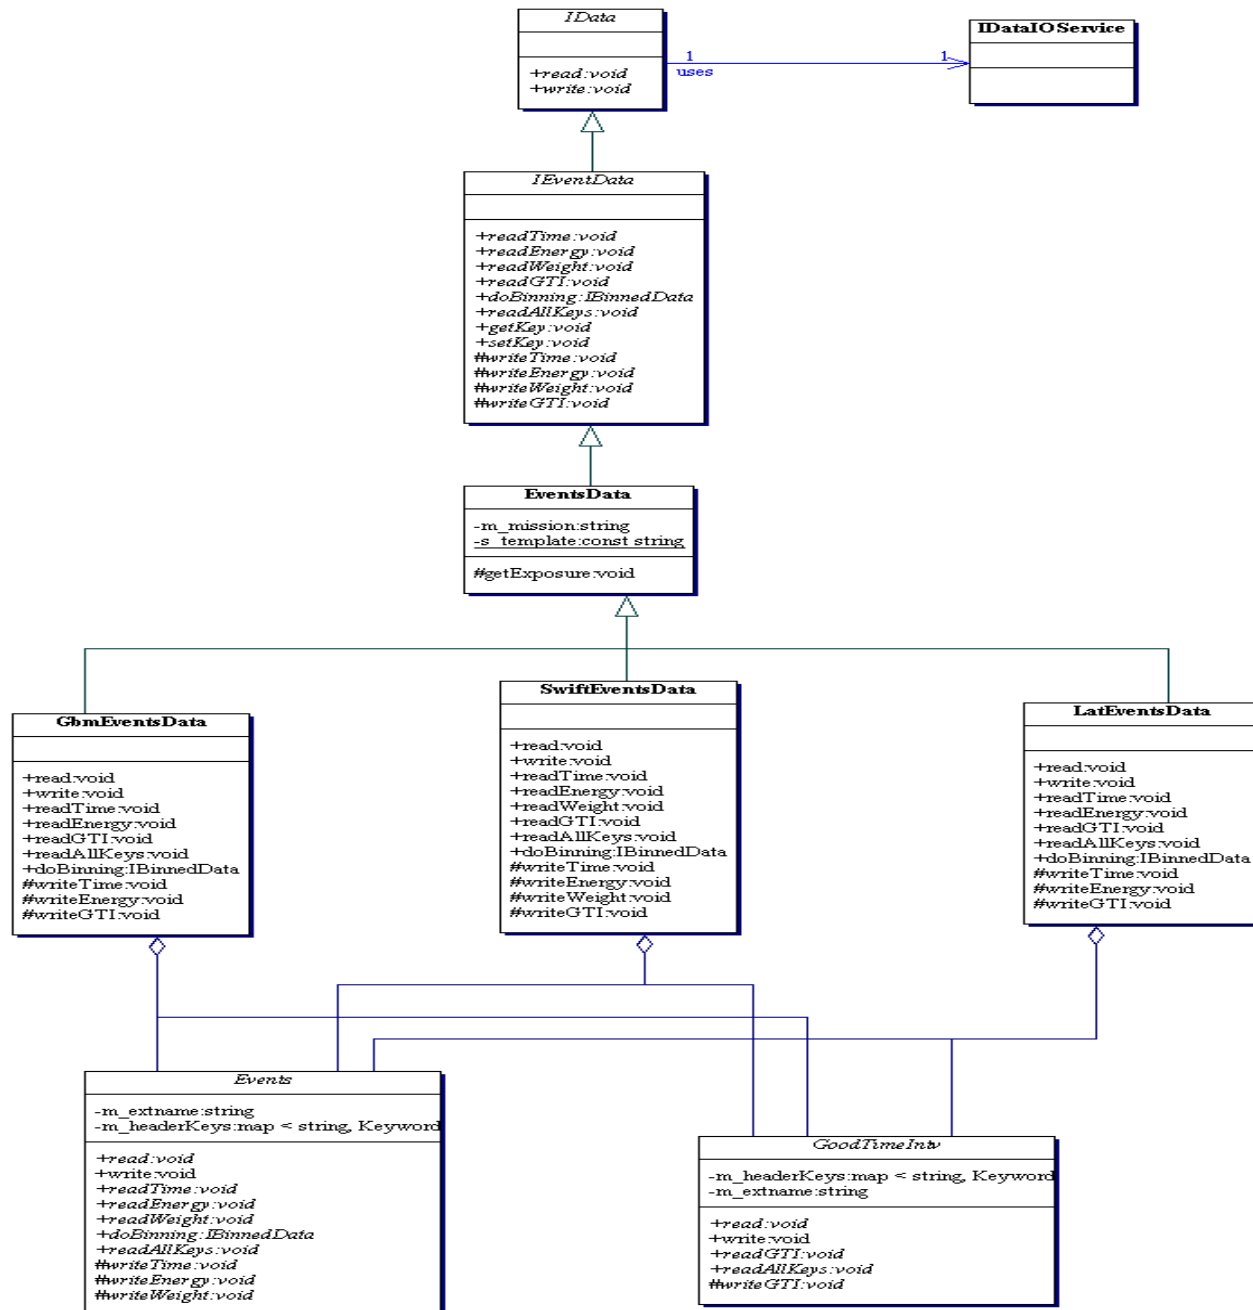 IData
+read:void
+write:void
1
uses
1
IDataIOService
IEventData
+readTime:void
+readEnergy:void
+readWeight:void
+readGTI:void
+doBinning:IBinnedData
+readAllKeys:void
+getKey:void
+setKey:void
#writeTime:void
#writeEnergy:void
#writeWeight:void
#writeGTI:void
EventsData
-m_mission:string
-s_template:const string
#getExposure:void
GbmEventsData
+read:void
+write:void
+readTime:void
+readEnergy:void
+readGTI:void
+readAllKeys:void
+doBinning:IBinnedData
#writeTime:void
#writeEnergy:void
#writeGTI:void
SwiftEventsData
+read:void
+write:void
+readTime:void
+readEnergy:void
+readWeight:void
+readGTI:void
+readAllKeys:void
+doBinning:IBinnedData
#writeTime:void
#writeEnergy:void
#writeWeight:void
#writeGTI:void
LatEventsData
+read:void
+write:void
+readTime:void
+readEnergy:void
+readGTI:void
+readAllKeys:void
+doBinning:IBinnedData
#writeTime:void
#writeEnergy:void
#writeGTI:void
Events
-m_extname:string
-m_headerKeys:map < string, Keyword
+read:void
+write:void
+readTime:void
+readEnergy:void
+readWeight:void
+doBinning:IBinnedData
+readAllKeys:void
#writeTime:void
#writeEnergy:void
#writeWeight:void
GoodTimeIntv
-m_headerKeys:map < string, Keyword
-m_extname:string
+read:void
+write:void
+readGTI:void
+readAllKeys:void
#writeGTI:void